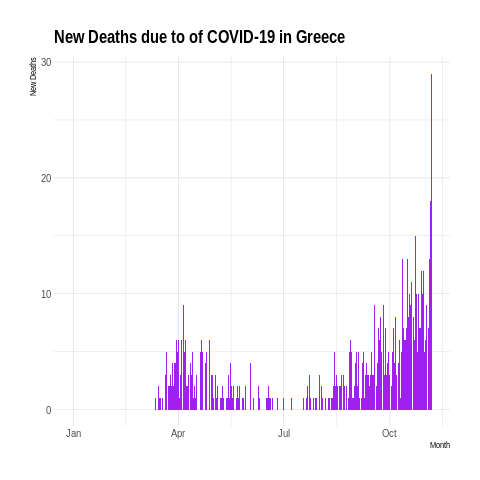 New Deaths due to of COVID-19 in Greece
New Deaths
30
20
10
0
Jan Apr Jul Oct
Month